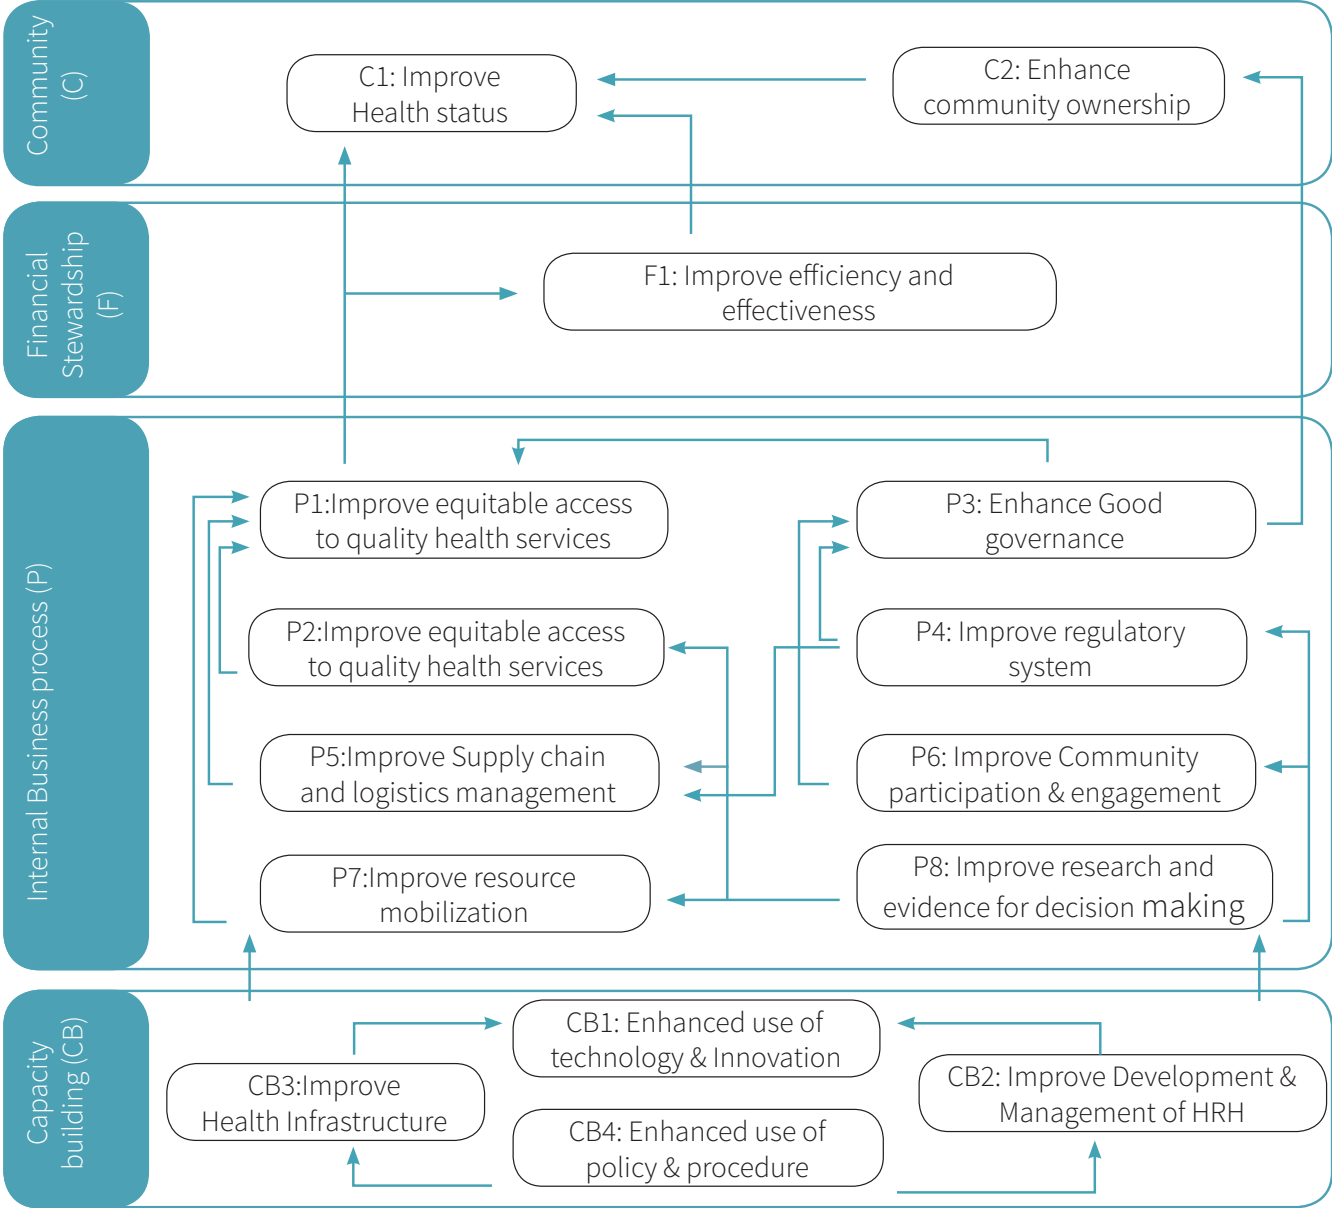 Community
(C)
C1: Improve
Health status
C2: Enhance
community ownership
Financial
Stewardship
(F)
F1: Improve efficiency and
effectiveness
Internal Business process (P)
P1:Improve equitable access
to quality health services
P3: Enhance Good
governance
P2:Improve equitable access
to quality health services
P4: Improve regulatory
system
P5:Improve Supply chain
and logistics management
P6: Improve Community
participation & engagement
P7:Improve resource
mobilization
P8: Improve research and
evidence for decision making
Capacity
building (CB)
CB1: Enhanced use of
technology & Innovation
CB3:Improve
Health Infrastructure
CB2: Improve Development &
Management of HRH
CB4: Enhanced use of
policy & procedure